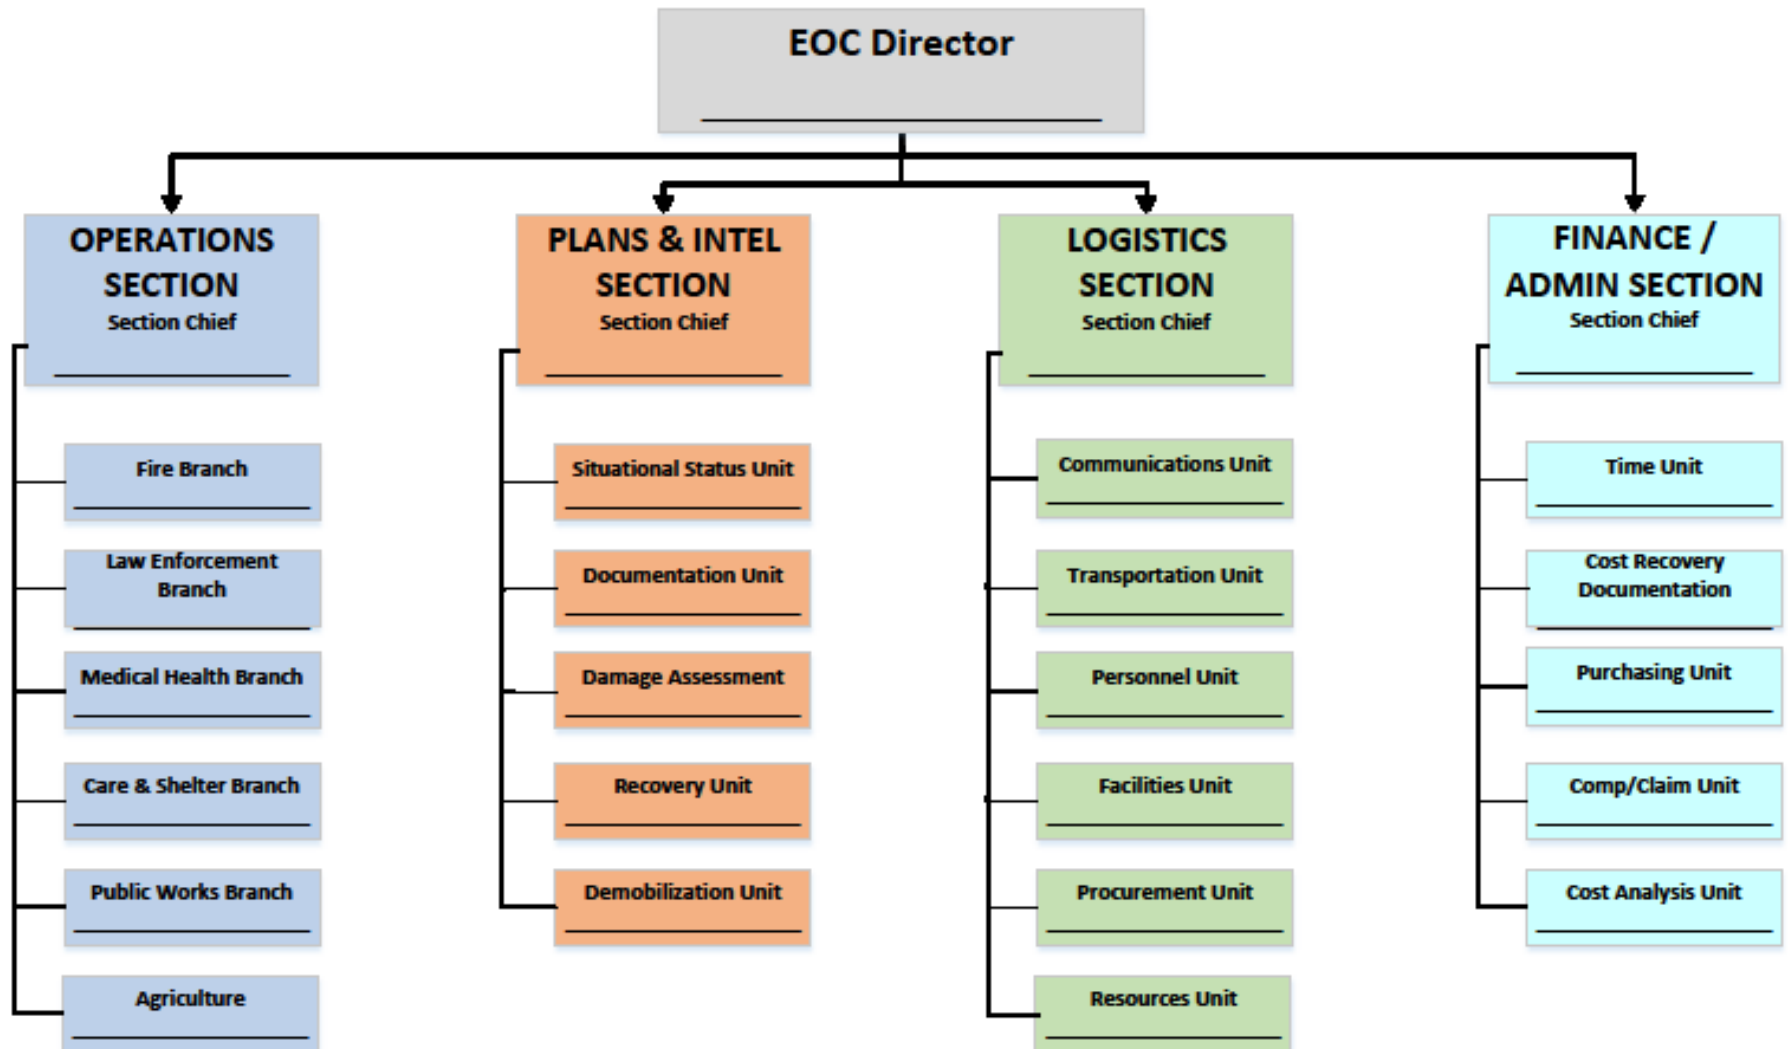 EOC Director
OPERATIONS
SECTION
Section Chief
Fire Branch
Law Enforcement
Branch
Medical Health Branch
Care & Shelter Branch
Public Works Branch
Agriculture
PLANS & INTEL
SECTION
Section Chief
Situational Status Unit
Documentation Unit
Damage Assessment
Recovery Unit
Demobilization Unit
LOGISTICS
SECTION
Section Chief
Communications Unit
Transportation Unit
Personnel Unit
Facilities Unit
Procurement Unit
Resources Unit
FINANCE /
ADMIN SECTION
Section Chief
Time Unit
Cost Recovery
Documentation
Purchasing Unit
Comp/Claim Unit
Cost Analysis Unit